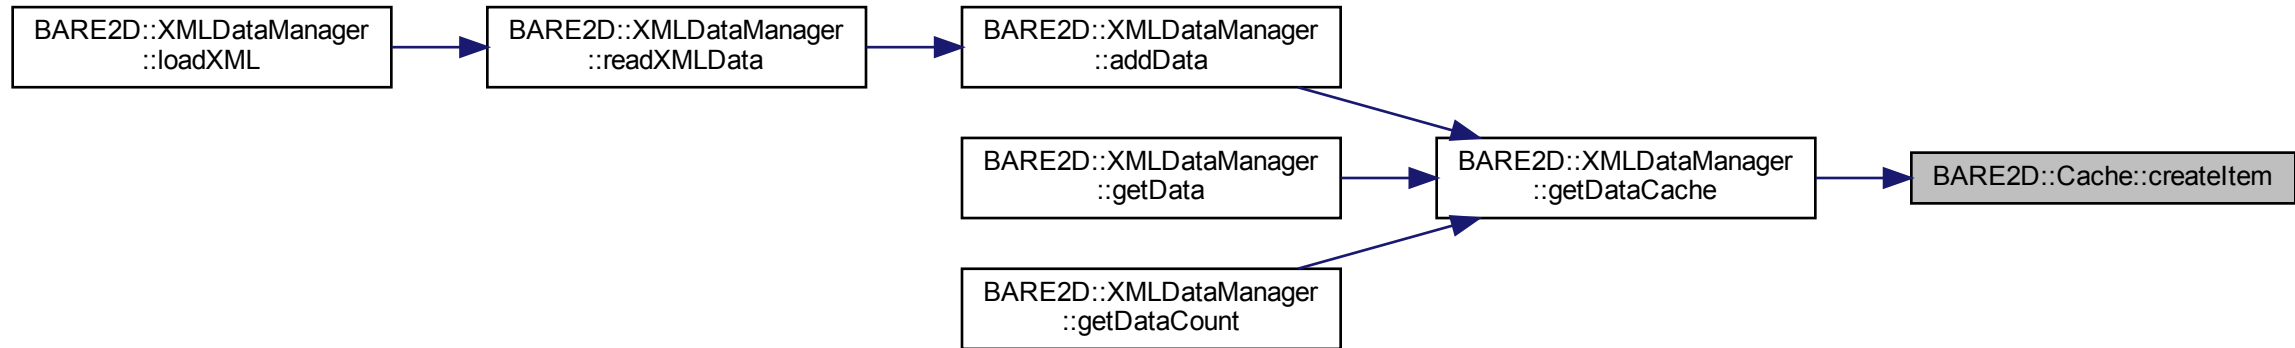 BARE2D::XMLDataManager
::loadXML
BARE2D::XMLDataManager
::readXMLData
BARE2D::XMLDataManager
::addData
BARE2D::XMLDataManager
::getData
BARE2D::XMLDataManager
::getDataCount
BARE2D::XMLDataManager
::getDataCache
BARE2D::Cache::createItem